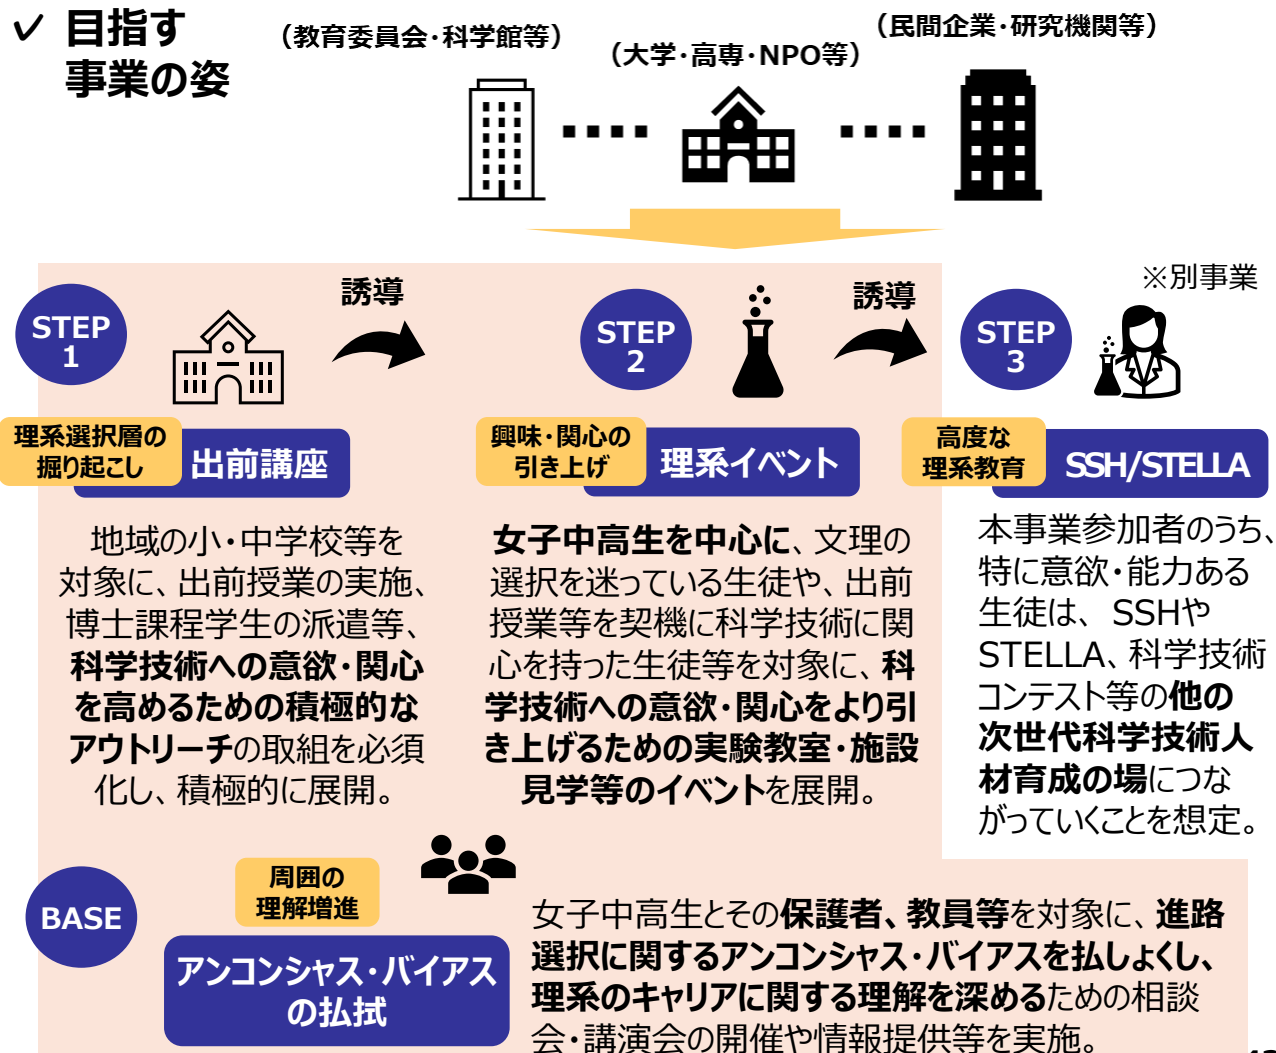 ✓ 目指す
事業の姿
（教育委員会･科学館等）
（大学･高専･NPO等）
（民間企業･研究機関等）
※別事業
STEP
1
誘導
STEP
2
誘導
STEP
3
理系選択層の
掘り起こし
出前講座
興味･関心の
引き上げ
理系イベント
高度な
理系教育
SSH/STELLA
地域の小･中学校等を
対象に、出前授業の実施、
博士課程学生の派遣等、
科学技術への意欲･関心
を高めるための積極的な
アウトリーチの取組を必須
化し、積極的に展開。
女子中高生を中心に、文理の
選択を迷っている生徒や、出前
授業等を契機に科学技術に関
心を持った生徒等を対象に、科
学技術への意欲･関心をより引
き上げるための実験教室･施設
見学等のイベントを展開。
本事業参加者のうち、
特に意欲･能力ある
生徒は、SSHや
STELLA、科学技術
コンテスト等の他の
次世代科学技術人
材育成の場につな
がっていくことを想定。
BASE
周囲の
理解増進
アンコンシャス･バイアス
の払拭
女子中高生とその保護者、教員等を対象に、進路
選択に関するアンコンシャス･バイアスを払しょくし、
理系のキャリアに関する理解を深めるための相談
会･講演会の開催や情報提供等を実施。